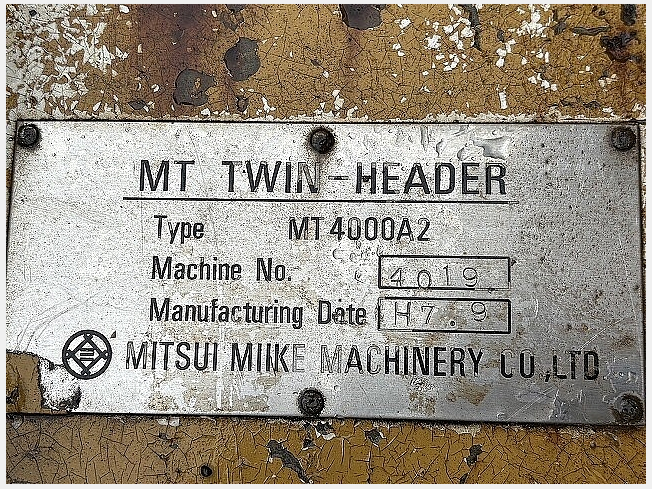 MT TWIN-HEADER
Type MT4000A2
Machine No. 4019
Manufacturing Date H7.9
MITSUI MIIKE MACHINERY CO.,LTD